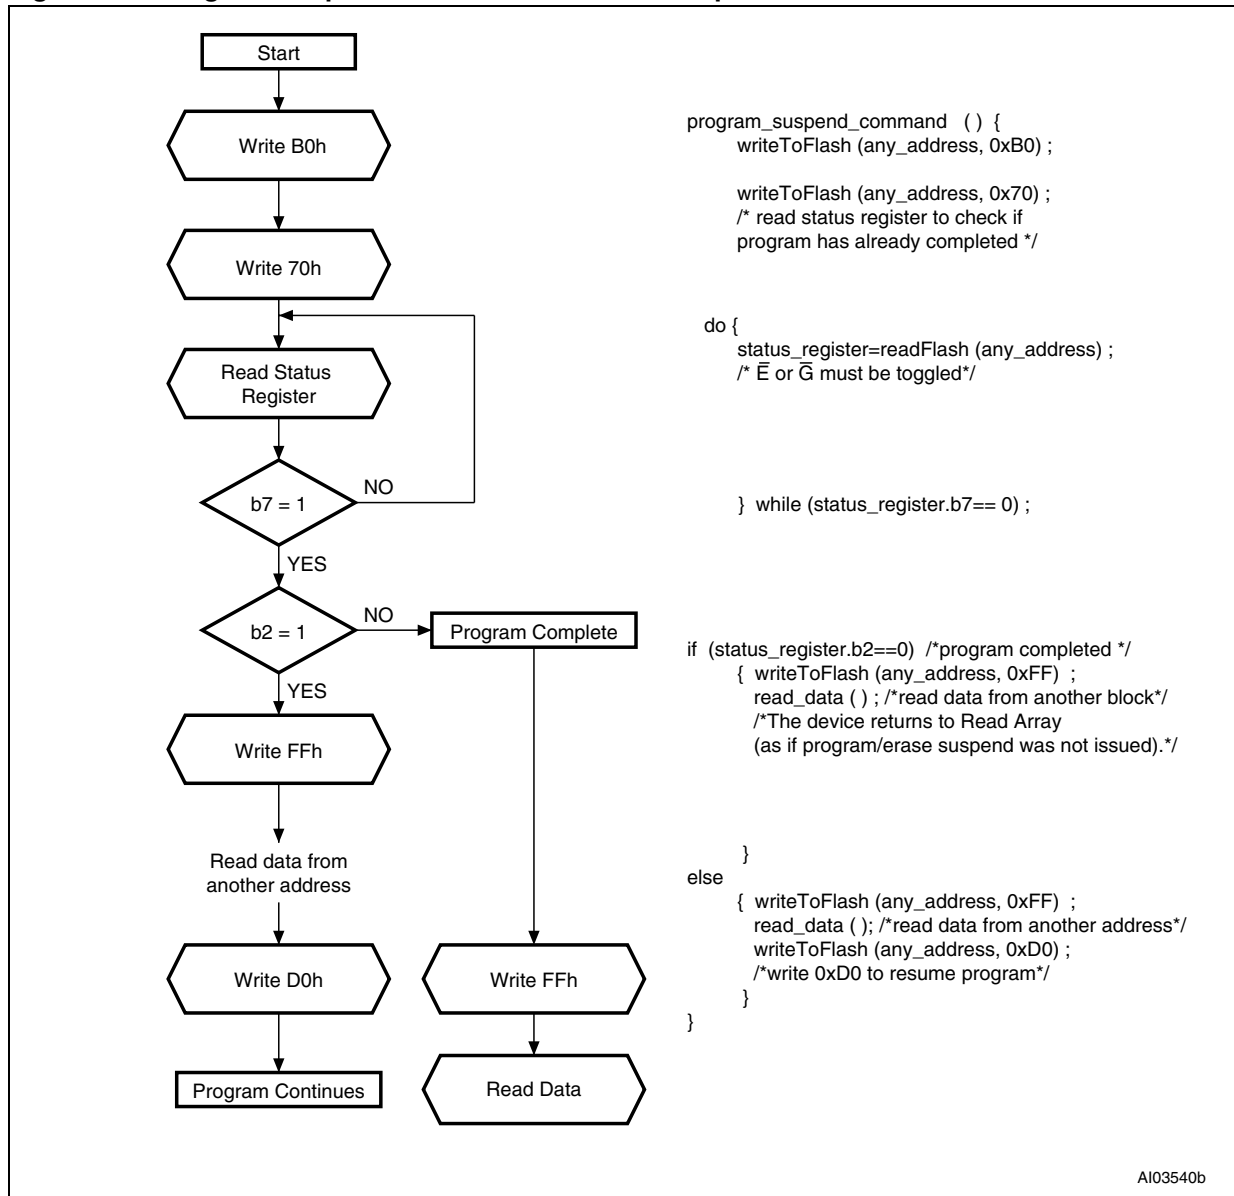 Start
Write B0h
Write 70h
Read Status
Register
b7 = 1
NO
YES
b2 = 1
NO
Program Complete
YES
Write FFh
Read data from
another address
Write D0h
Write FFh
Program Continues
Read Data
program_suspend_command ( ) {
writeToFlash (any_address, 0xB0) ;
writeToFlash (any_address, 0x70) ;
/* read status register to check if
program has already completed */
do {
status_register=readFlash (any_address) ;
/* E̅ or G̅ must be toggled*/
} while (status_register.b7== 0) ;
if (status_register.b2==0) /*program completed */
{ writeToFlash (any_address, 0xFF) ;
read_data ( ) ; /*read data from another block*/
/*The device returns to Read Array
(as if program/erase suspend was not issued).*/
}
else
{ writeToFlash (any_address, 0xFF) ;
read_data ( ); /*read data from another address*/
writeToFlash (any_address, 0xD0) ;
/*write 0xD0 to resume program*/
}
}
AI03540b